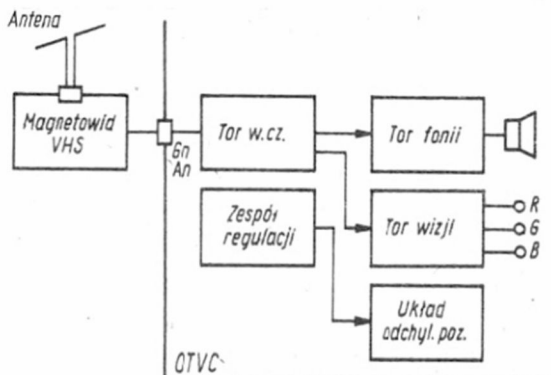 Antena
Magnetowid
VHS
Gn
An
Tor w.cz.
Tor fonii
Zespół
regulacji
Tor wizji
R
G
B
Układ
odchyl. poz.
OTVC